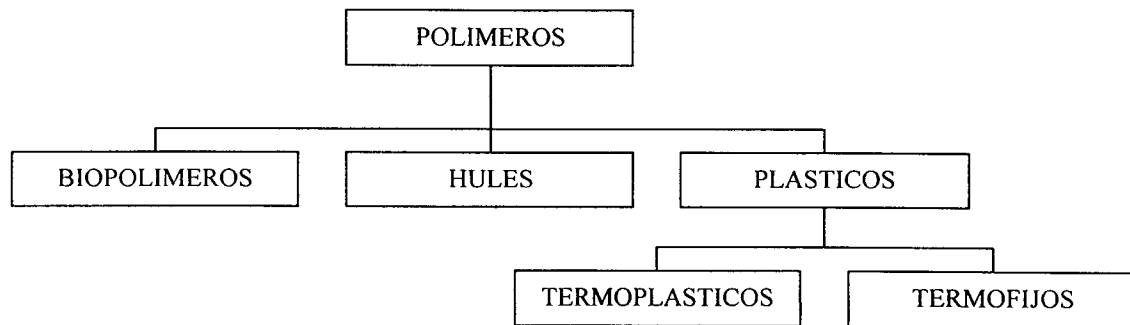 POLIMEROS
BIOPOLIMEROS
HULES
PLASTICOS
TERMOPLASTICOS
TERMOFIJOS